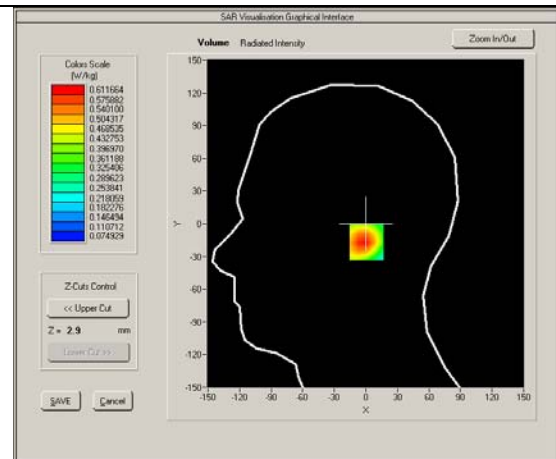 SAR Visualisation Graphical Interface
Volume Radiated Intensity
Zoom In/Out
Colors Scale
(W/kg)
0.611664
0.575882
0.540100
0.504317
0.468535
0.432753
0.396970
0.361188
0.325406
0.289623
0.253841
0.218059
0.182276
0.146494
0.110712
0.074929
Z-Cuts Control
<< Upper Cut
Z = 2.9 mm
Lower Cut >>
SAVE
Cancel
150
120
90
60
30
0
-30
-60
-90
-120
-150
Y
-150 -120 -90 -60 -30 0 30 60 90 120 150
X